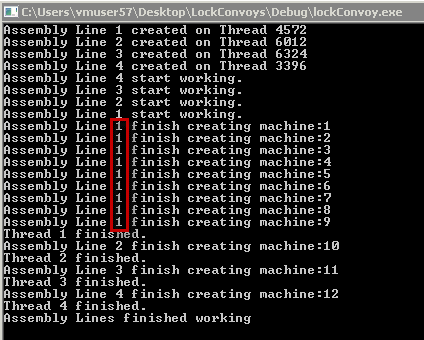 C:\Users\vmuser57\Desktop\LockConvoys\Debug\lockConvoy.exe
Assembly Line 1 created on Thread 4572
Assembly Line 2 created on Thread 6012
Assembly Line 3 created on Thread 6324
Assembly Line 4 created on Thread 3396
Assembly Line 4 start working.
Assembly Line 3 start working.
Assembly Line 2 start working.
Assembly Line 1 start working.
Assembly Line 1 finish creating machine:1
Assembly Line 1 finish creating machine:2
Assembly Line 1 finish creating machine:3
Assembly Line 1 finish creating machine:4
Assembly Line 1 finish creating machine:5
Assembly Line 1 finish creating machine:6
Assembly Line 1 finish creating machine:7
Assembly Line 1 finish creating machine:8
Assembly Line 1 finish creating machine:9
Thread 1 finished.
Assembly Line 2 finish creating machine:10
Thread 2 finished.
Assembly Line 3 finish creating machine:11
Thread 3 finished.
Assembly Line 4 finish creating machine:12
Thread 4 finished.
Assembly Lines finished working